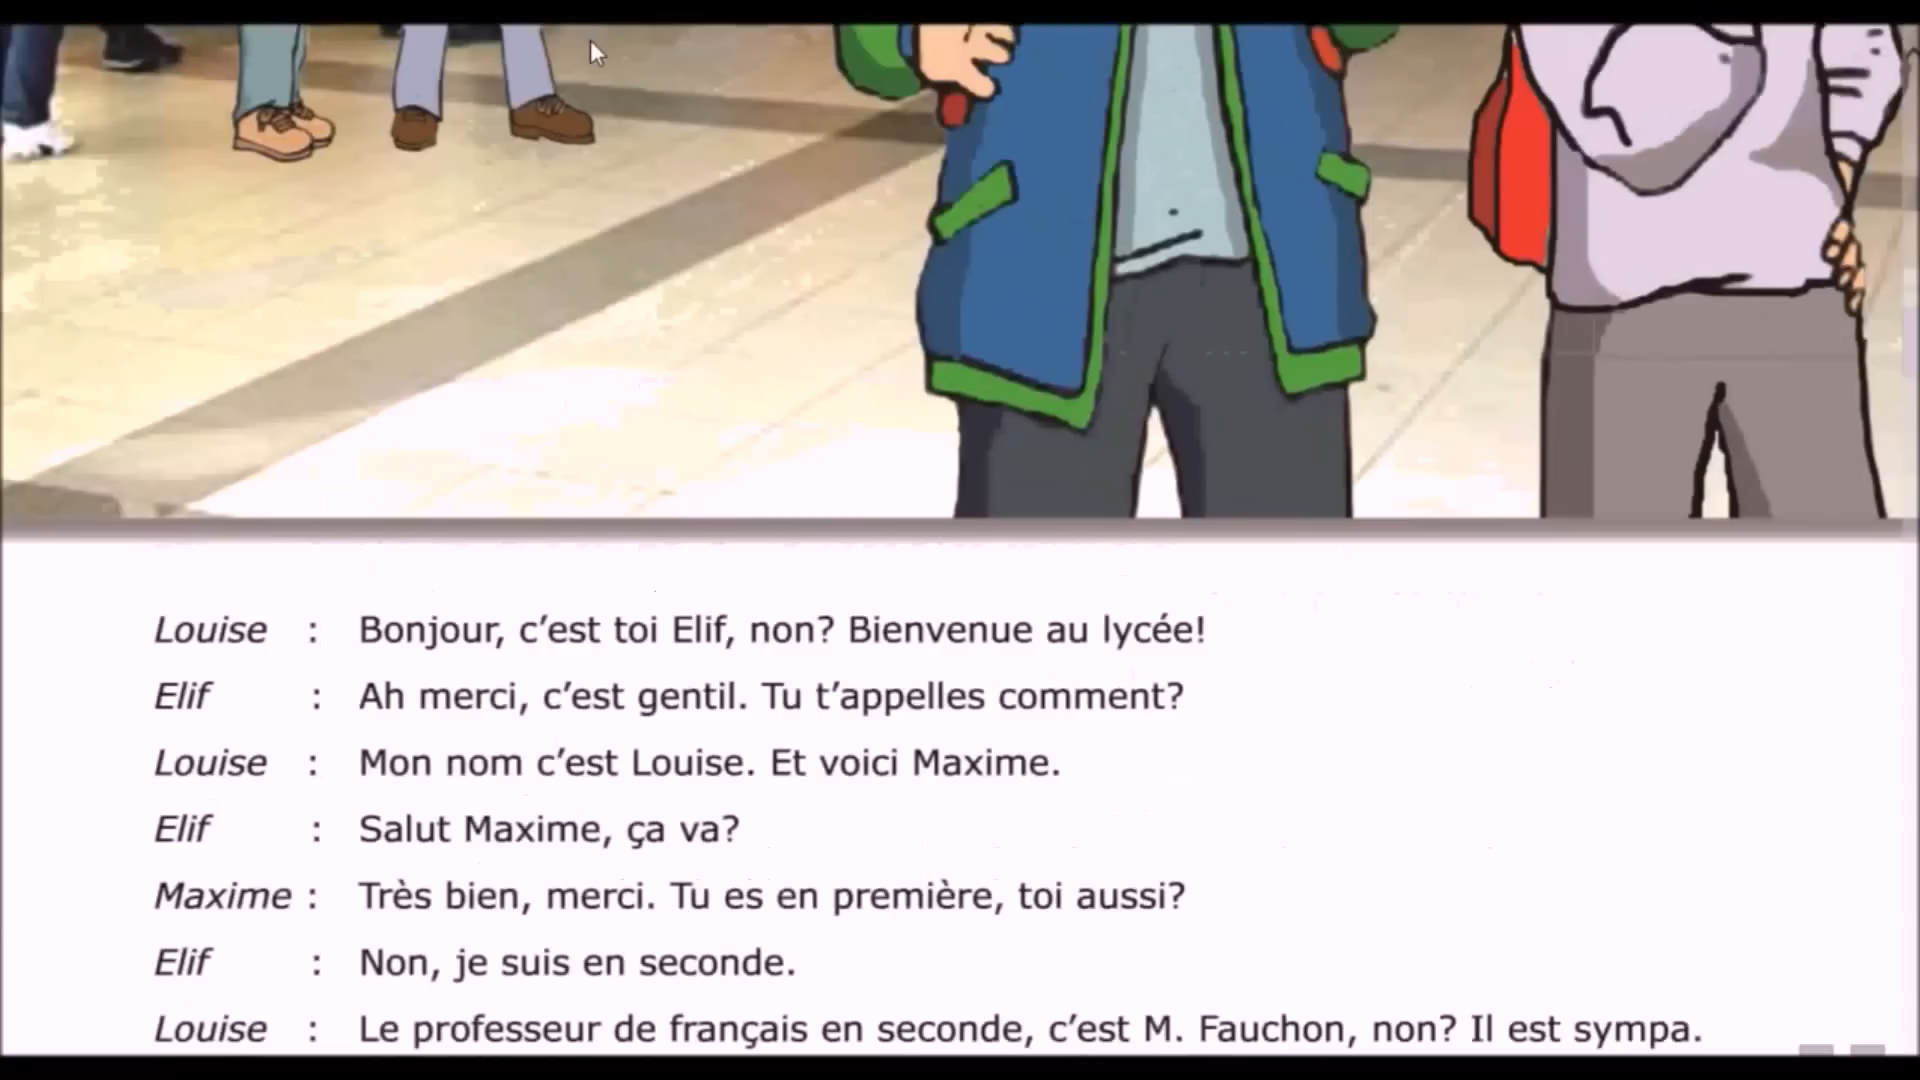 Louise : Bonjour, c’est toi Elif, non? Bienvenue au lycée!
Elif : Ah merci, c’est gentil. Tu t’appelles comment?
Louise : Mon nom c’est Louise. Et voici Maxime.
Elif : Salut Maxime, ça va?
Maxime : Très bien, merci. Tu es en première, toi aussi?
Elif : Non, je suis en seconde.
Louise : Le professeur de français en seconde, c’est M. Fauchon, non? Il est sympa.